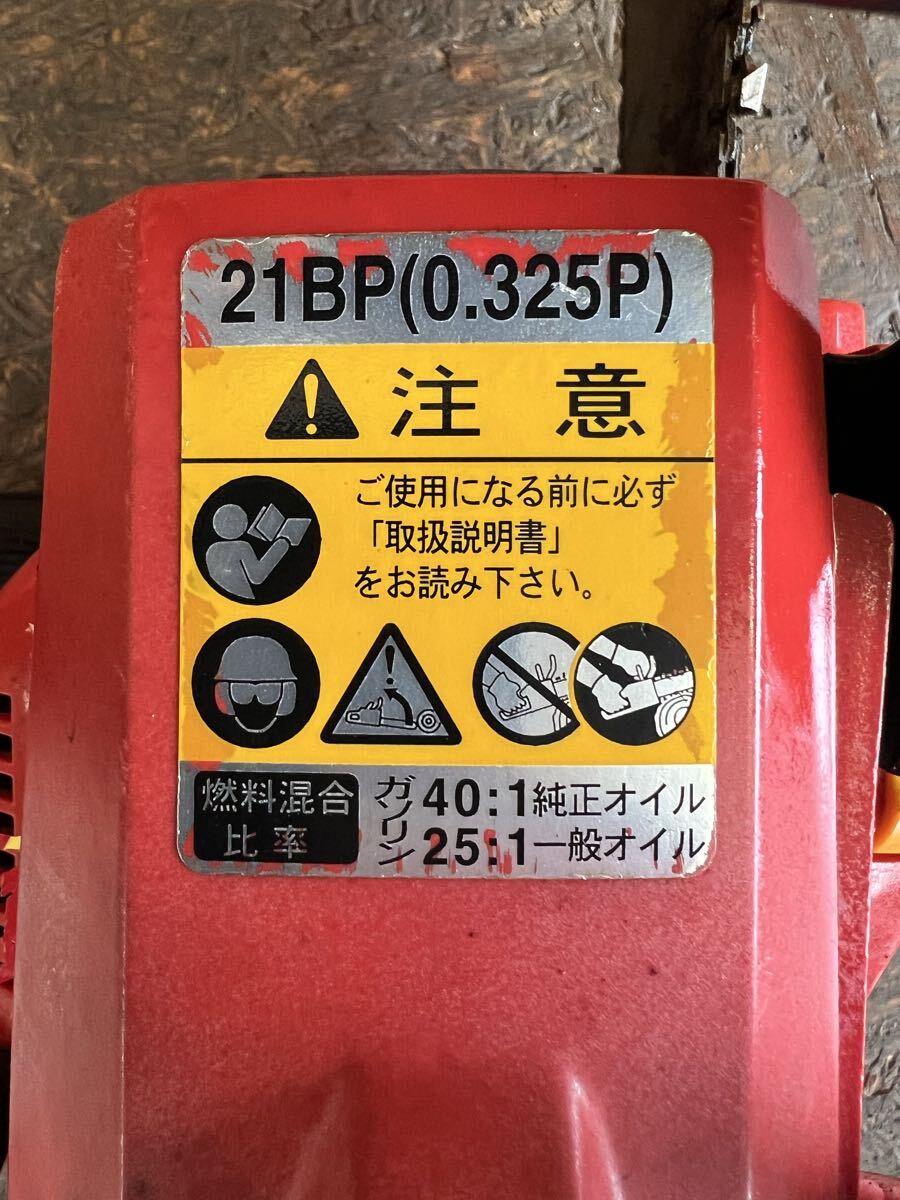 21BP(0.325P)
注意
ご使用になる前に必ず
「取扱説明書」
をお読み下さい。
燃料混合
比率
ガソリン
40:1純正オイル
25:1一般オイル